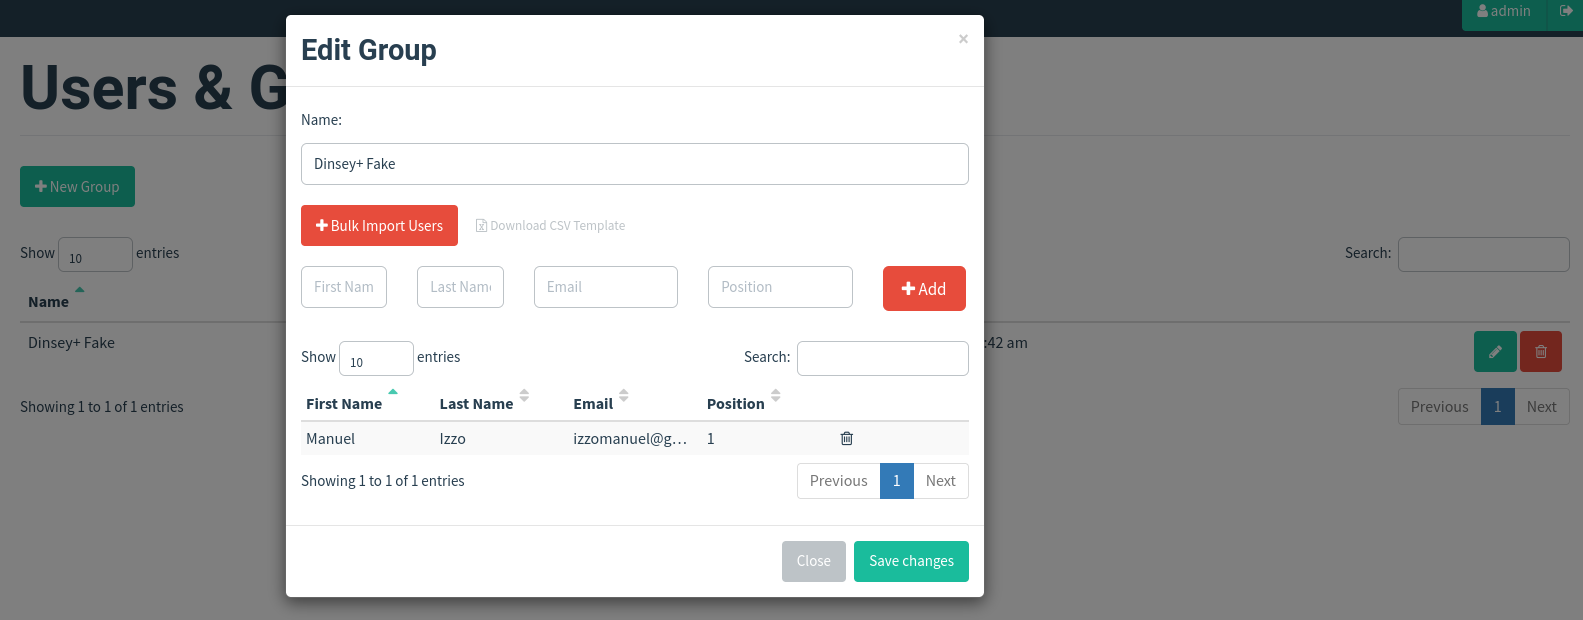 admin
Users & G
Edit Group
×
Name:
Dinsey+ Fake
New Group
Bulk Import Users
Download CSV Template
Show 10 entries
Search:
First Nam
Last Name
Email
Position
Add
Name
Show 10 entries
Search:
Dinsey+ Fake
:42 am
First Name Last Name Email Position
Showing 1 to 1 of 1 entries
Previous 1 Next
Manuel Izzo izzomanuel@g... 1
Showing 1 to 1 of 1 entries
Previous 1 Next
Close
Save changes